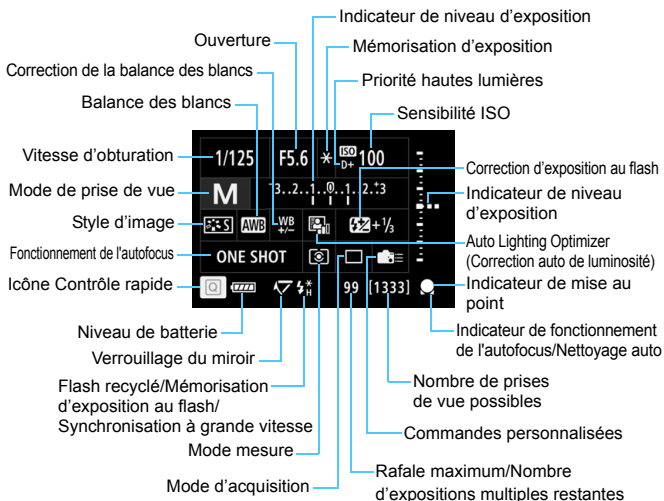 Indicateur de niveau d'exposition
Ouverture
Mémorisation d'exposition
Correction de la balance des blancs
Priorité hautes lumières
Balance des blancs
Sensibilité ISO
1/125 F5.6 ISO D+ 100
Vitesse d'obturation
Correction d'exposition au flash
M
-3..2..1..0..1..2.+3
Mode de prise de vue
Indicateur de niveau
d'exposition
Style d'image
S AWB WB +/- +1/3
Auto Lighting Optimizer
(Correction auto de luminosité)
Fonctionnement de l'autofocus
ONE SHOT
Icône Contrôle rapide
Q H 99 [1333]
Indicateur de mise au
point
Niveau de batterie
Indicateur de fonctionnement
de l'autofocus/Nettoyage auto
Verrouillage du miroir
Flash recyclé/Mémorisation
d'exposition au flash/
Synchronisation à grande vitesse
Nombre de prises
de vue possibles
Mode mesure
Commandes personnalisées
Mode d'acquisition
Rafale maximum/Nombre
d'expositions multiples restantes